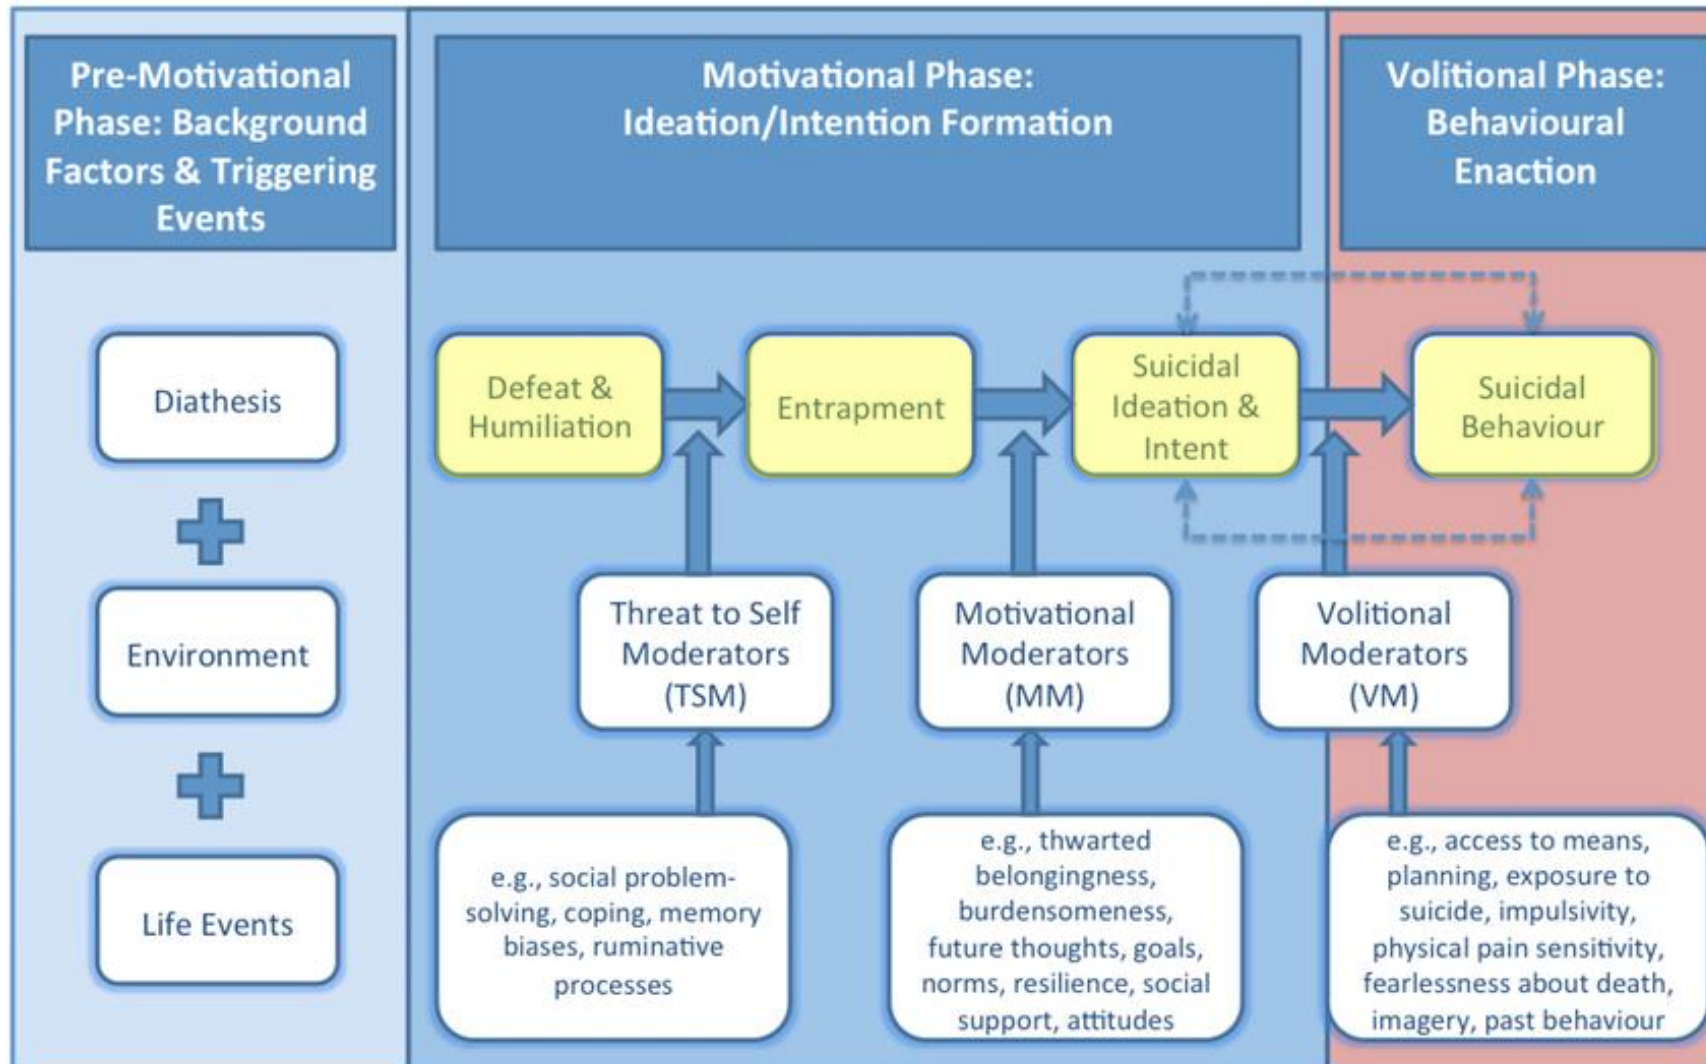 Pre-Motivational
Phase: Background
Factors & Triggering
Events
Motivational Phase:
Ideation/Intention Formation
Volitional Phase:
Behavioural
Enaction
Diathesis
Environment
Life Events
Defeat &
Humiliation
Entrapment
Suicidal
Ideation &
Intent
Suicidal
Behaviour
Threat to Self
Moderators
(TSM)
Motivational
Moderators
(MM)
Volitional
Moderators
(VM)
e.g., social problem-
solving, coping, memory
biases, ruminative
processes
e.g., thwarted
belongingness,
burdensomeness,
future thoughts, goals,
norms, resilience, social
support, attitudes
e.g., access to means,
planning, exposure to
suicide, impulsivity,
physical pain sensitivity,
fearlessness about death,
imagery, past behaviour